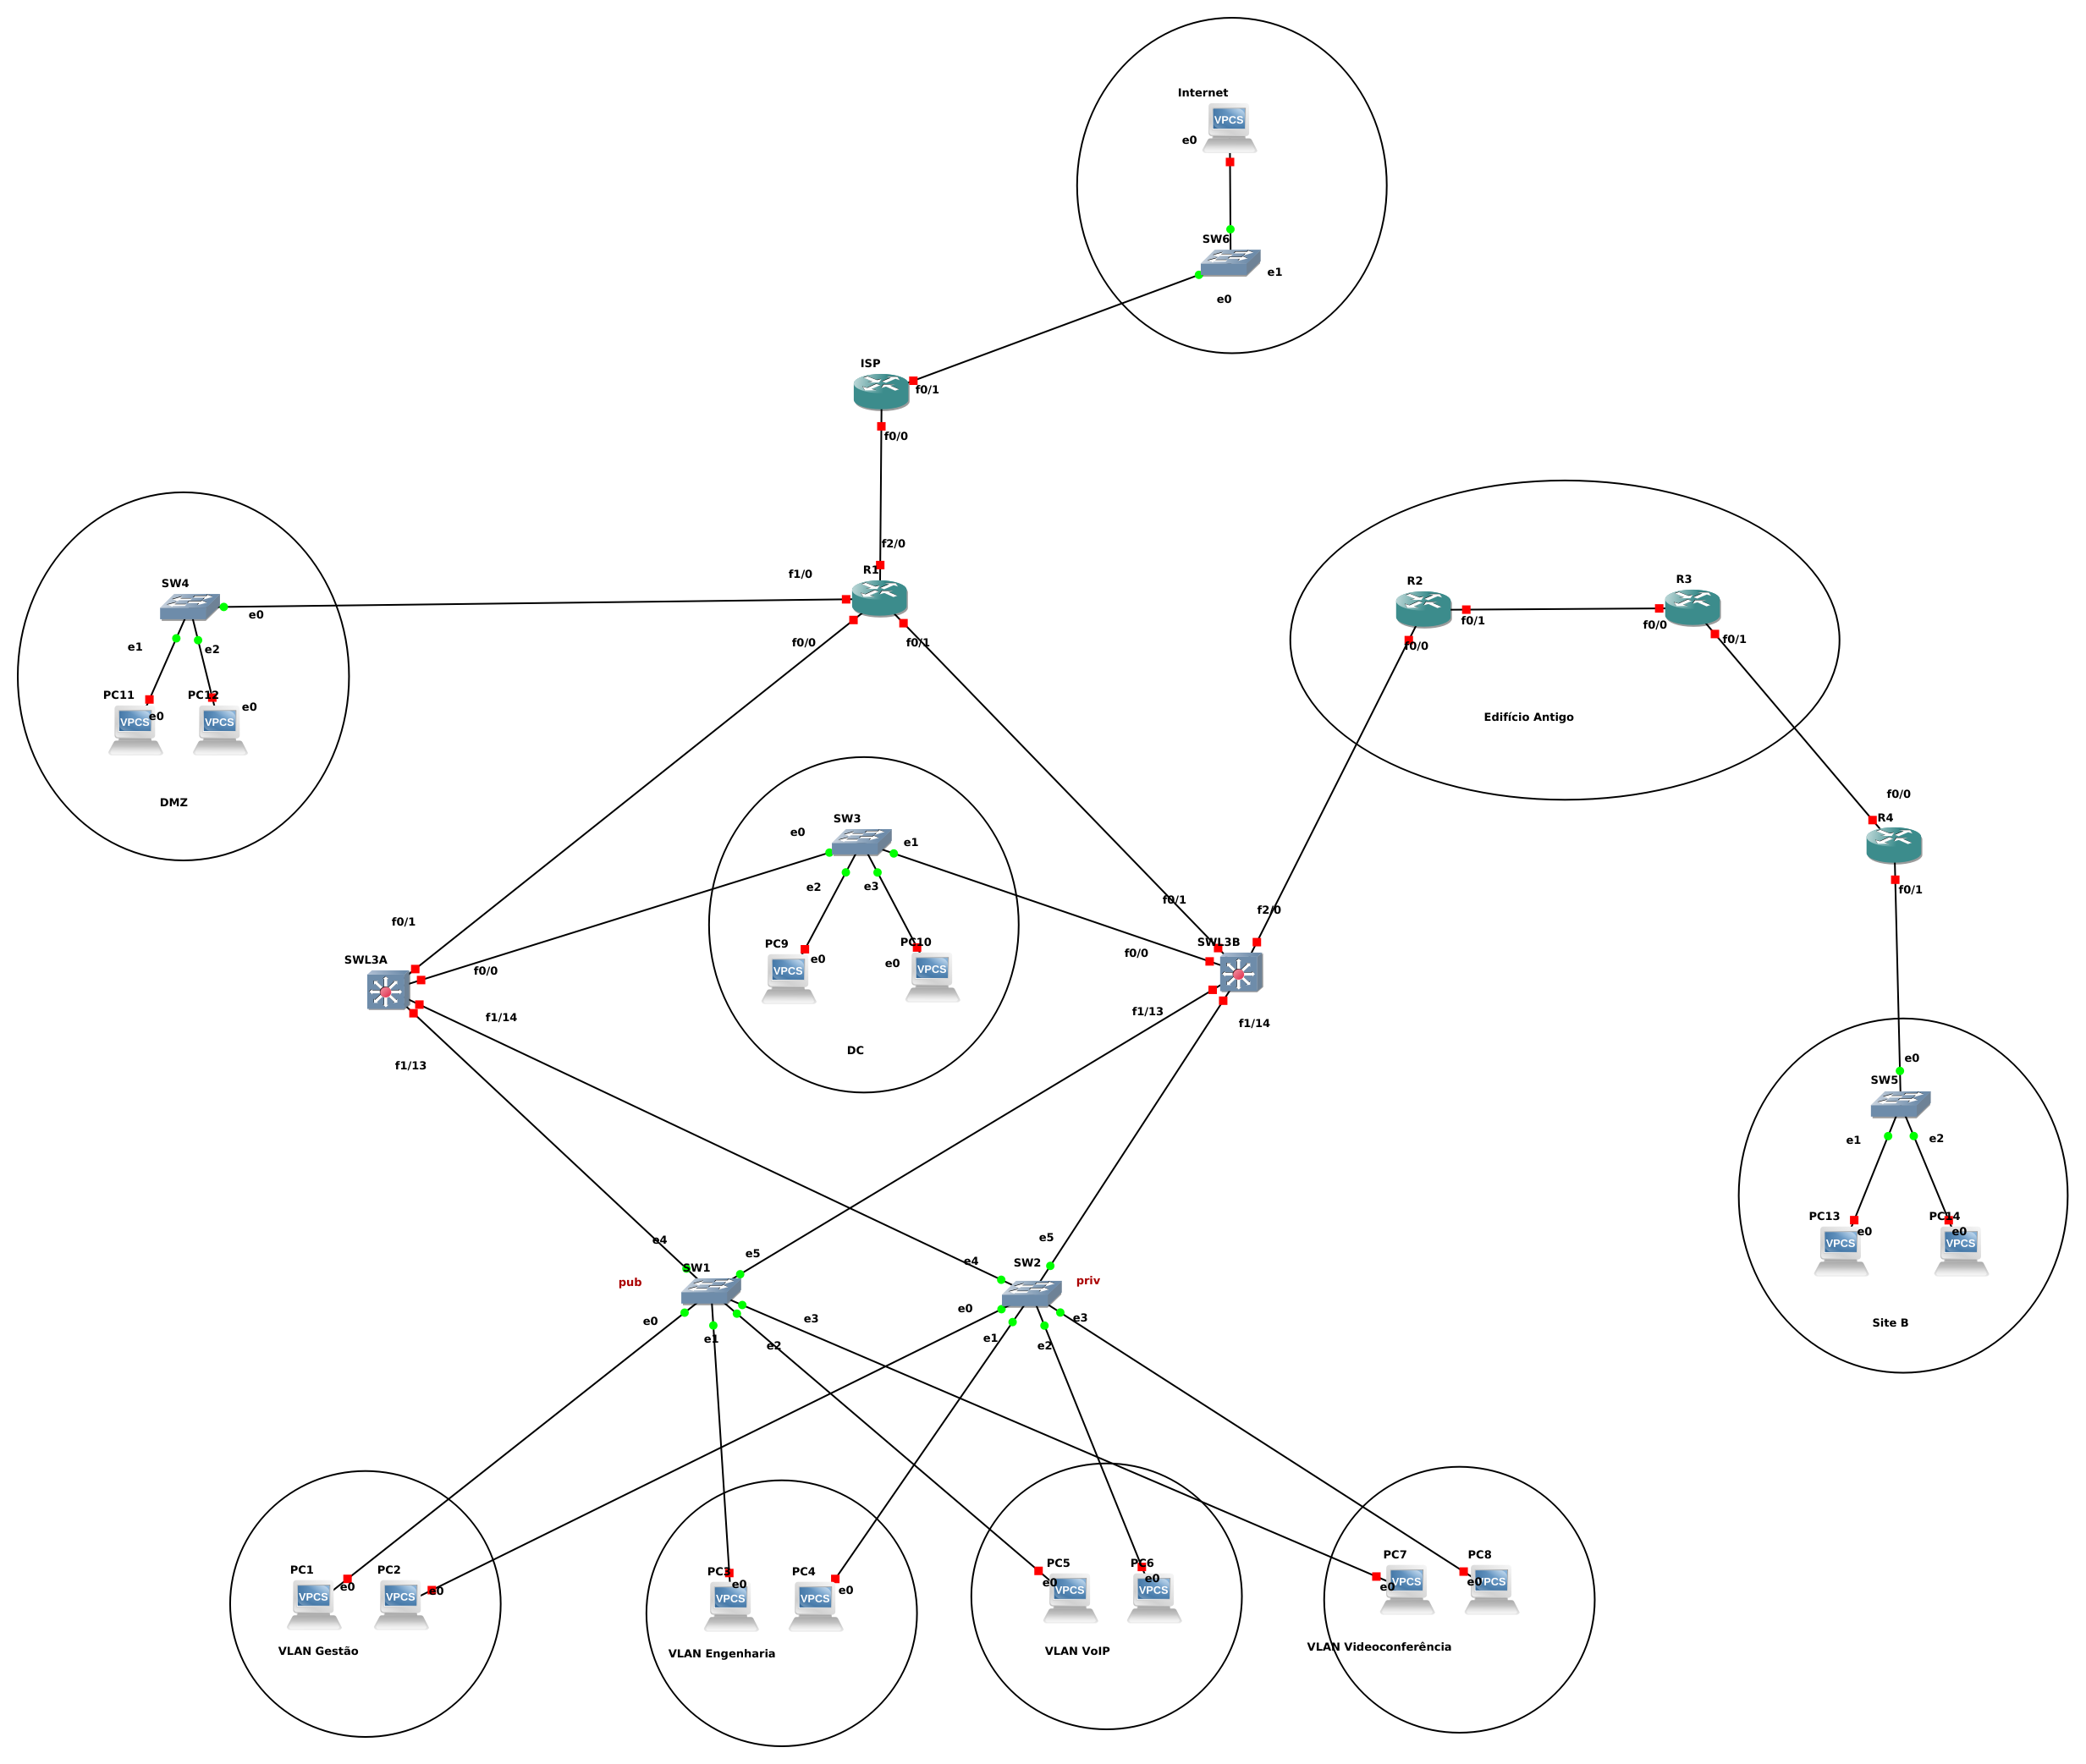 Internet
VPCS
e0
SW6
e1
e0
ISP
f0/1
f0/0
f2/0
R1
f1/0
f0/0
f0/1
SW4
e0
e1
e2
PC11
PC12
e0
e0
VPCS
VPCS
DMZ
R2
f0/1
f0/0
R3
f0/0
f0/1
Edifício Antigo
f0/0
R4
f0/1
SW3
e0
e1
e2
e3
PC9
PC10
e0
e0
VPCS
VPCS
DC
f0/1
SWL3A
f0/0
f1/14
f1/13
f0/1
f2/0
SWL3B
f0/0
f1/13
f1/14
e0
SW5
e1
e2
PC13
PC14
e0
e0
VPCS
VPCS
Site B
e4
e5
SW1
pub
e0
e1
e2
e3
e5
e4
SW2
priv
e0
e1
e2
e3
PC1
PC2
e0
e0
VPCS
VPCS
VLAN Gestão
PC3
PC4
e0
e0
VPCS
VPCS
VLAN Engenharia
PC5
PC6
e0
e0
VPCS
VPCS
VLAN VoIP
PC7
PC8
e0
e0
VPCS
VPCS
VLAN Videoconferência